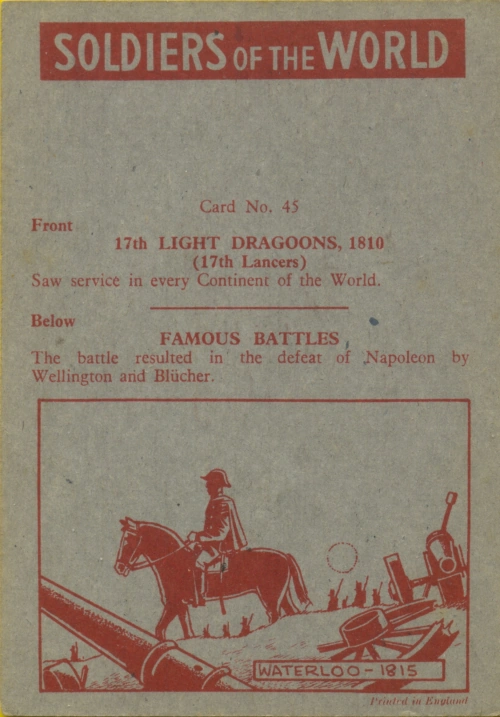 SOLDIERS OF THE WORLD
Card No. 45
Front
17th LIGHT DRAGOONS, 1810
(17th Lancers)
Saw service in every Continent of the World.
Below
FAMOUS BATTLES
The battle resulted in the defeat of Napoleon by
Wellington and Blücher.
WATERLOO - 1815
Printed in England